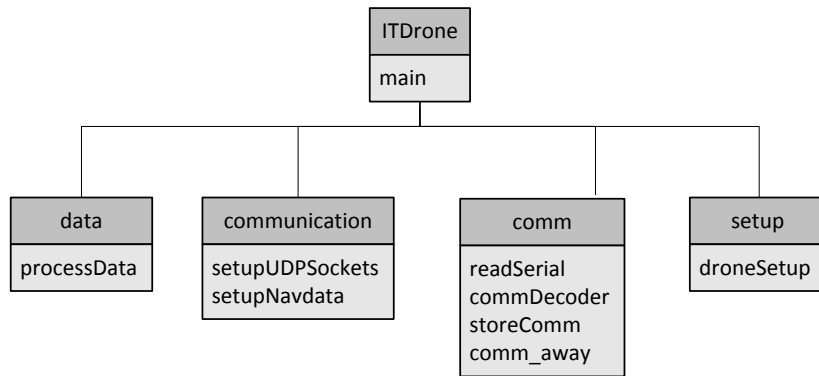 ITDrone
main
data
processData
communication
setupUDPSockets
setupNavdata
comm
readSerial
commDecoder
storeComm
comm_away
setup
droneSetup